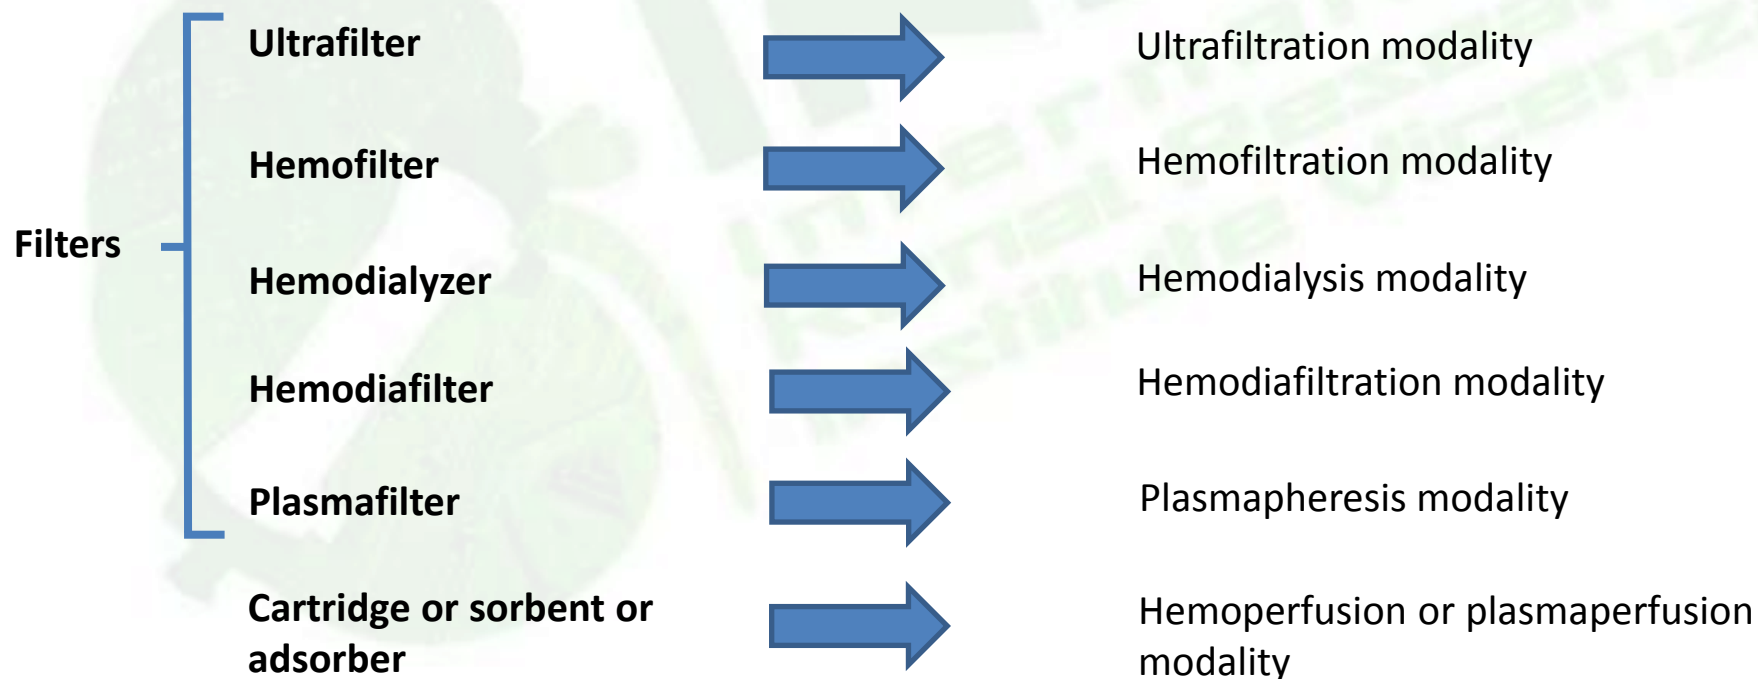 Ultrafilter
Ultrafiltration modality
Hemofilter
Hemofiltration modality
Filters
Hemodialyzer
Hemodialysis modality
Hemodiafilter
Hemodiafiltration modality
Plasmafilter
Plasmapheresis modality
Cartridge or sorbent or
adsorber
Hemoperfusion or plasmaperfusion
modality